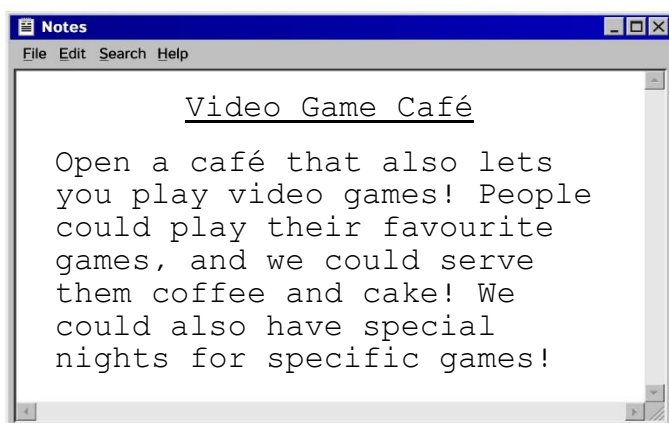 Notes
File Edit Search Help
Video Game Café
Open a café that also lets
you play video games! People
could play their favourite
games, and we could serve
them coffee and cake! We
could also have special
nights for specific games!